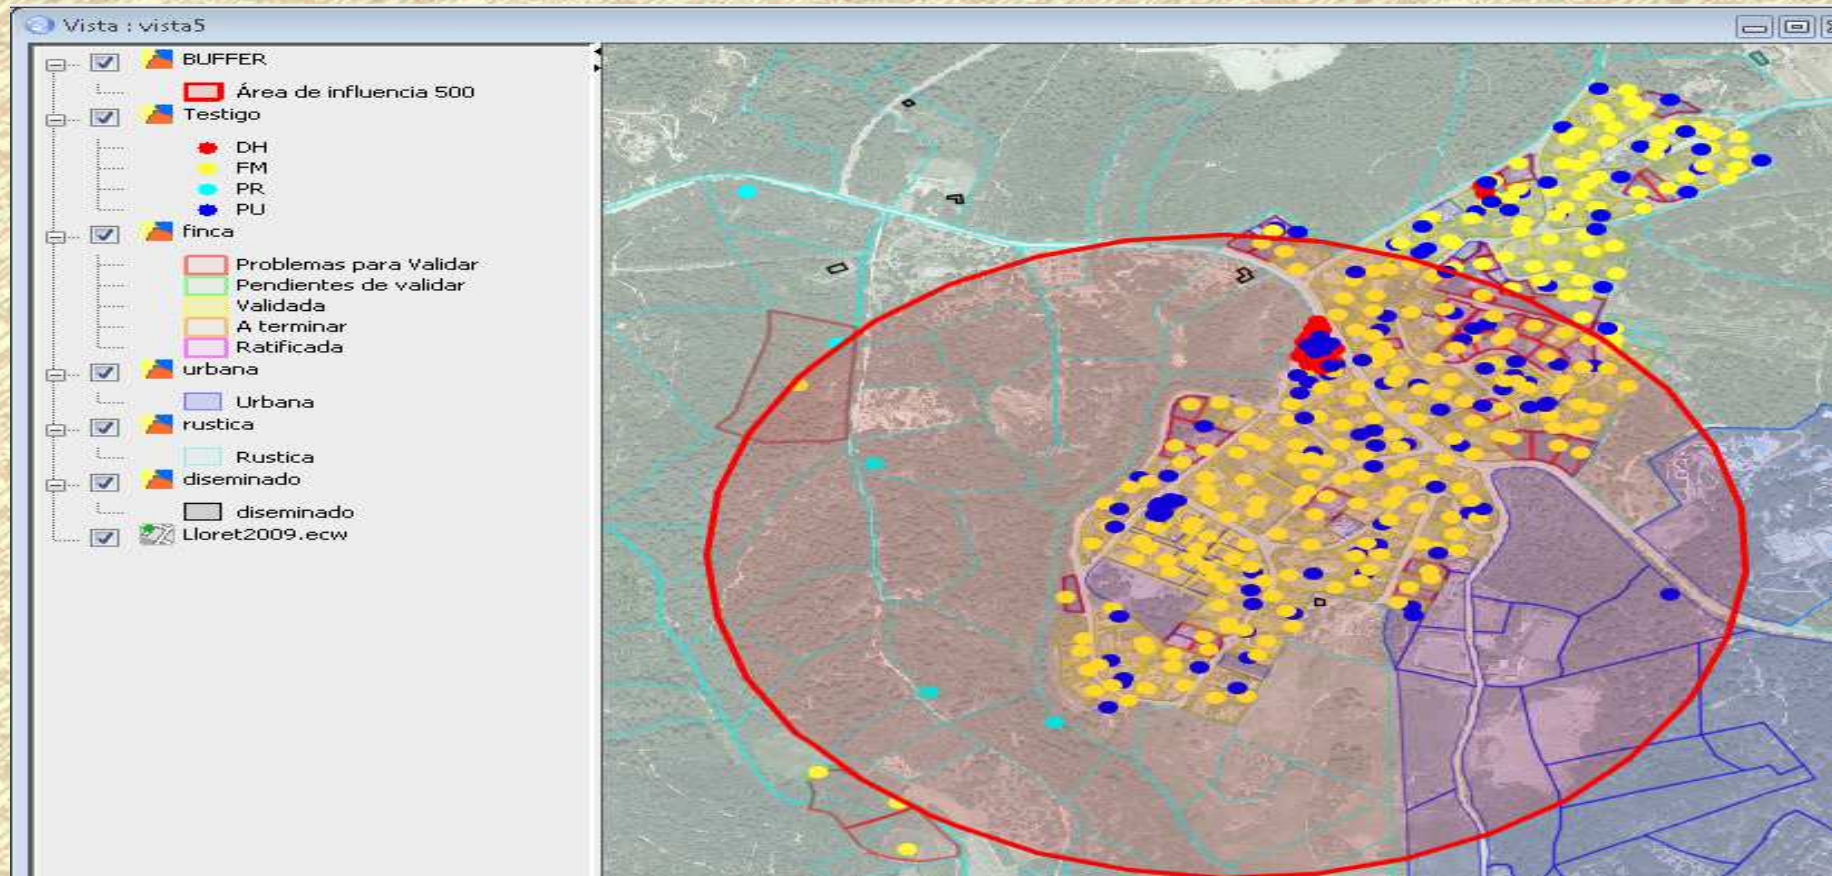 Vista : vista5
BUFFER
Área de influencia 500
Testigo
DH
FM
PR
PU
finca
Problemas para Validar
Pendientes de validar
Validada
A terminar
Ratificada
urbana
Urbana
rustica
Rustica
diseminado
diseminado
Lloret2009.ecw